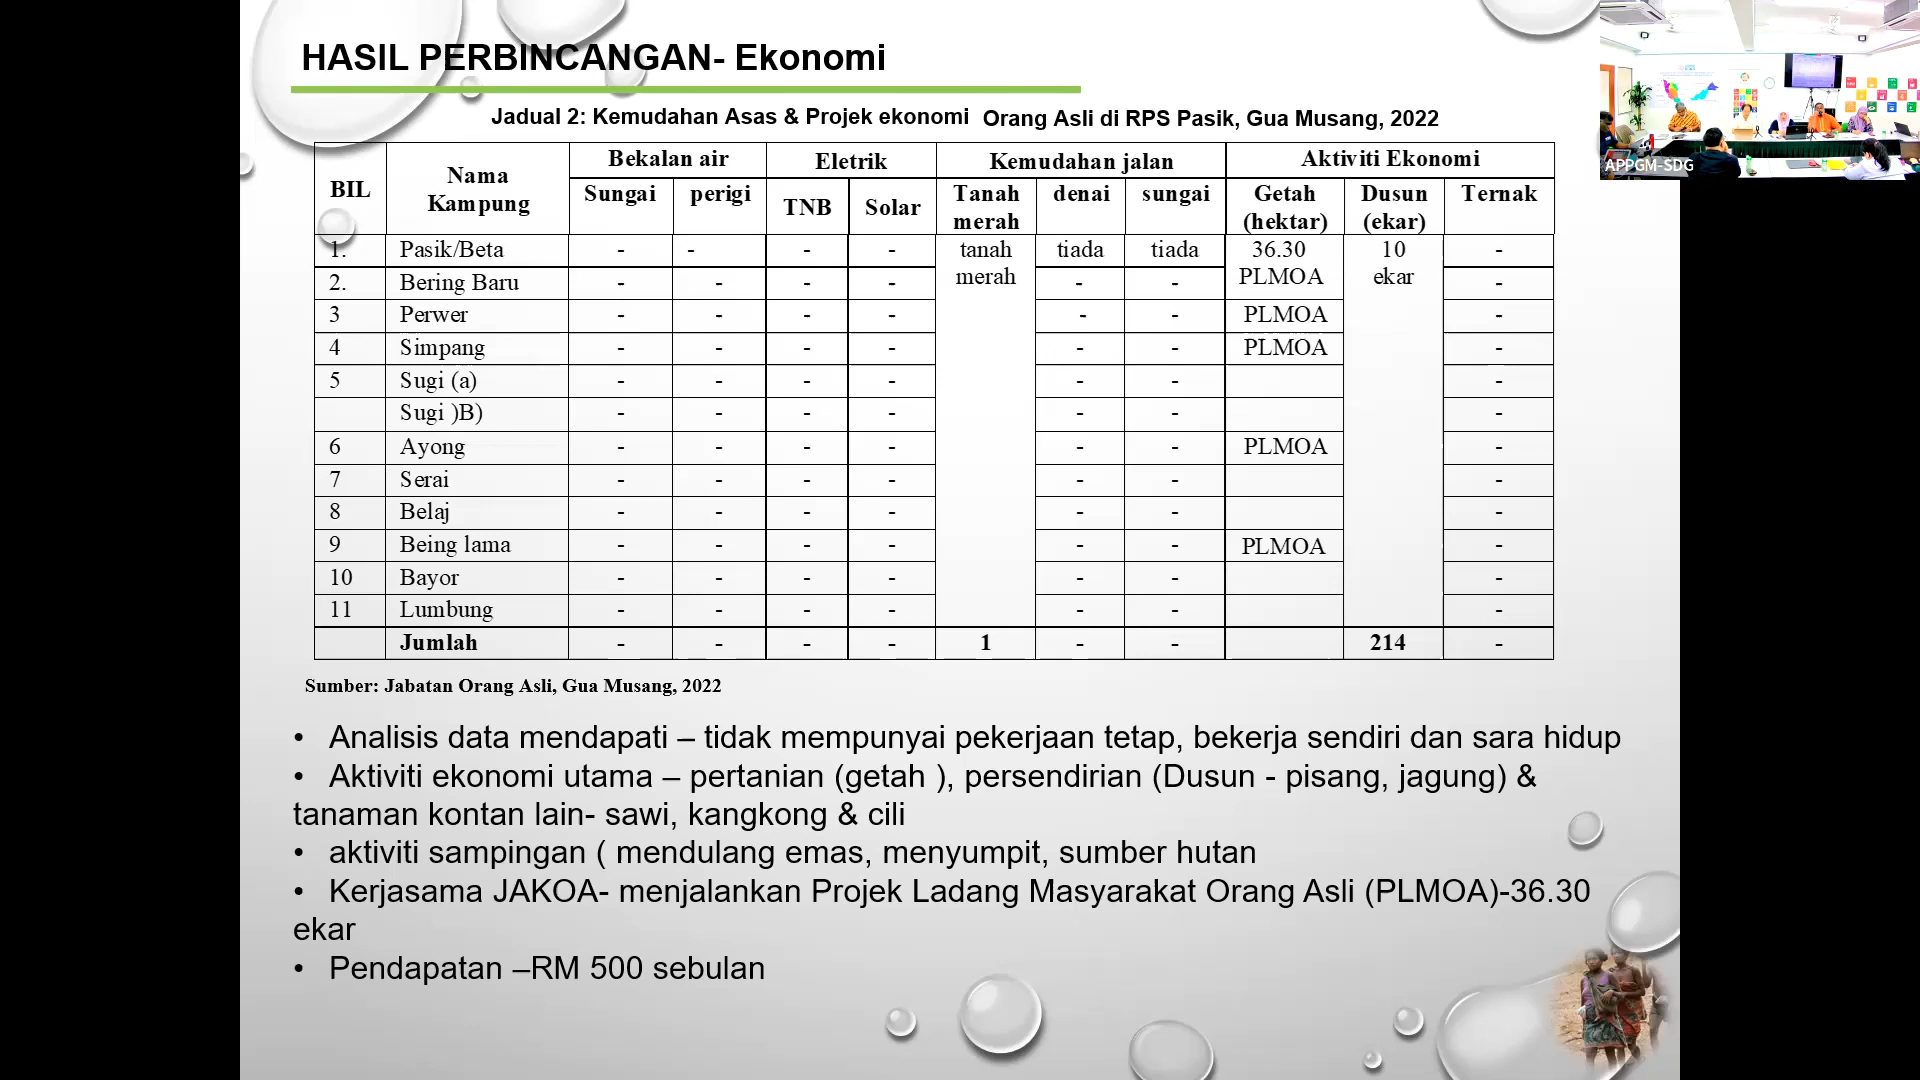 HASIL PERBINCANGAN- Ekonomi
Jadual 2: Kemudahan Asas & Projek ekonomi Orang Asli di RPS Pasik, Gua Musang, 2022
BIL Nama Kampung Bekalan air Eletrik Kemudahan jalan Aktiviti Ekonomi
Sungai perigi TNB Solar Tanah merah denai sungai Getah (hektar) Dusun (ekar) Ternak
1. Pasik/Beta - - - - tanah merah tiada tiada 36.30 PLMOA 10 ekar -
2. Bering Baru - - - - - - -
3 Perwer - - - - - - PLMOA -
4 Simpang - - - - - - PLMOA -
5 Sugi (a) - - - - - - -
Sugi )B) - - - - - - -
6 Ayong - - - - - - PLMOA -
7 Serai - - - - - - -
8 Belaj - - - - - - -
9 Being lama - - - - - - PLMOA -
10 Bayor - - - - - - -
11 Lumbung - - - - - - -
Jumlah - - - - 1 - - 214 -
Sumber: Jabatan Orang Asli, Gua Musang, 2022
• Analisis data mendapati – tidak mempunyai pekerjaan tetap, bekerja sendiri dan sara hidup
• Aktiviti ekonomi utama – pertanian (getah ), persendirian (Dusun - pisang, jagung) &
tanaman kontan lain- sawi, kangkong & cili
• aktiviti sampingan ( mendulang emas, menyumpit, sumber hutan
• Kerjasama JAKOA- menjalankan Projek Ladang Masyarakat Orang Asli (PLMOA)-36.30
ekar
• Pendapatan –RM 500 sebulan
APPGM-SDG